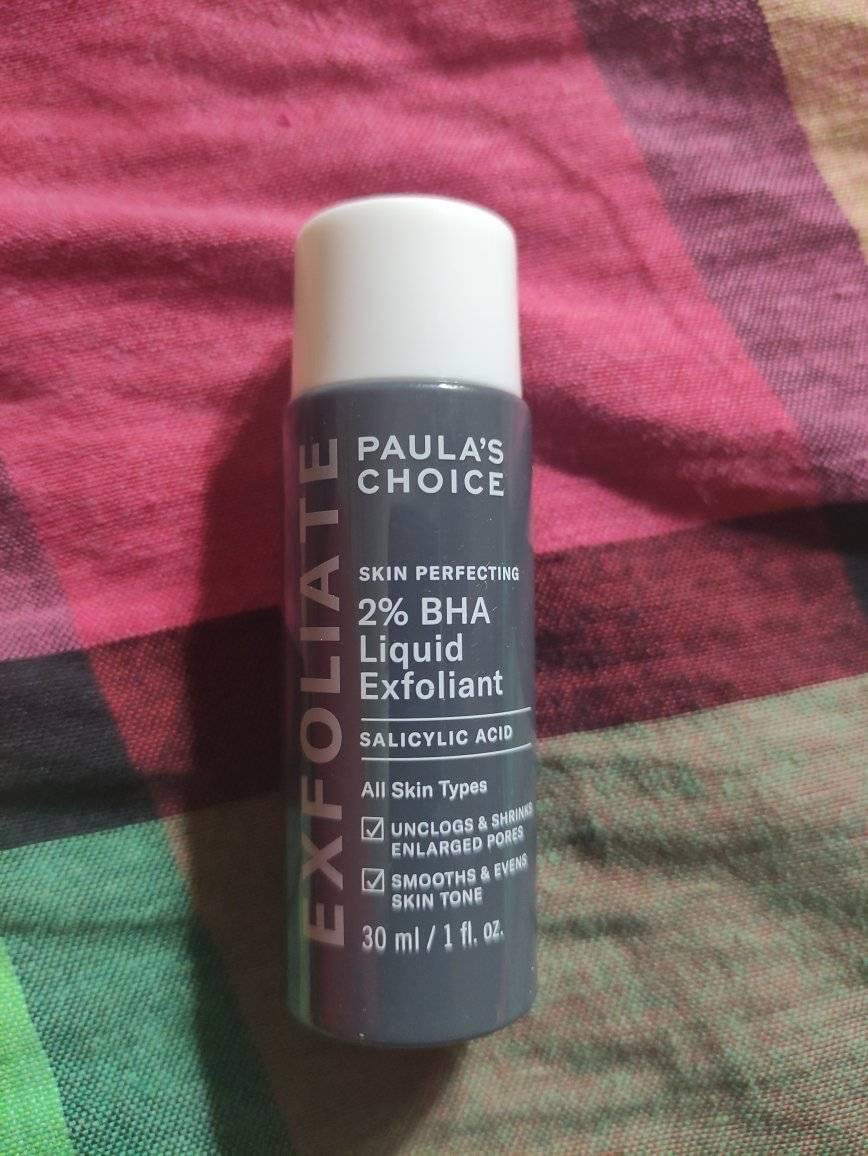 EXFOLIATE
PAULA'S
CHOICE
SKIN PERFECTING
2% BHA
Liquid
Exfoliant
SALICYLIC ACID
All Skin Types
UNCLOGS & SHRINKS
ENLARGED PORES
SMOOTHS & EVENS
SKIN TONE
30 ml / 1 fl. oz.